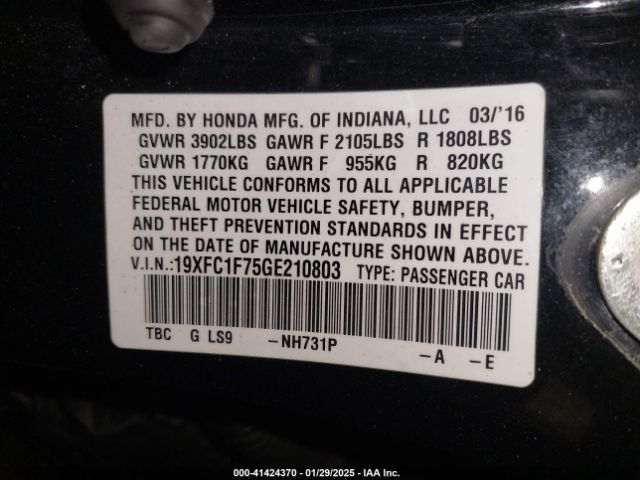 MFD. BY HONDA MFG. OF INDIANA, LLC 03/'16
GVWR 3902LBS GAWR F 2105LBS R 1808LBS
GVWR 1770KG GAWR F 955KG R 820KG
THIS VEHICLE CONFORMS TO ALL APPLICABLE
FEDERAL MOTOR VEHICLE SAFETY, BUMPER,
AND THEFT PREVENTION STANDARDS IN EFFECT
ON THE DATE OF MANUFACTURE SHOWN ABOVE.
V.I.N.:19XFC1F75GE210803 TYPE: PASSENGER CAR
TBC G LS9 -NH731P -A -E
000-41424370 - 01/29/2025 - IAAI.COM